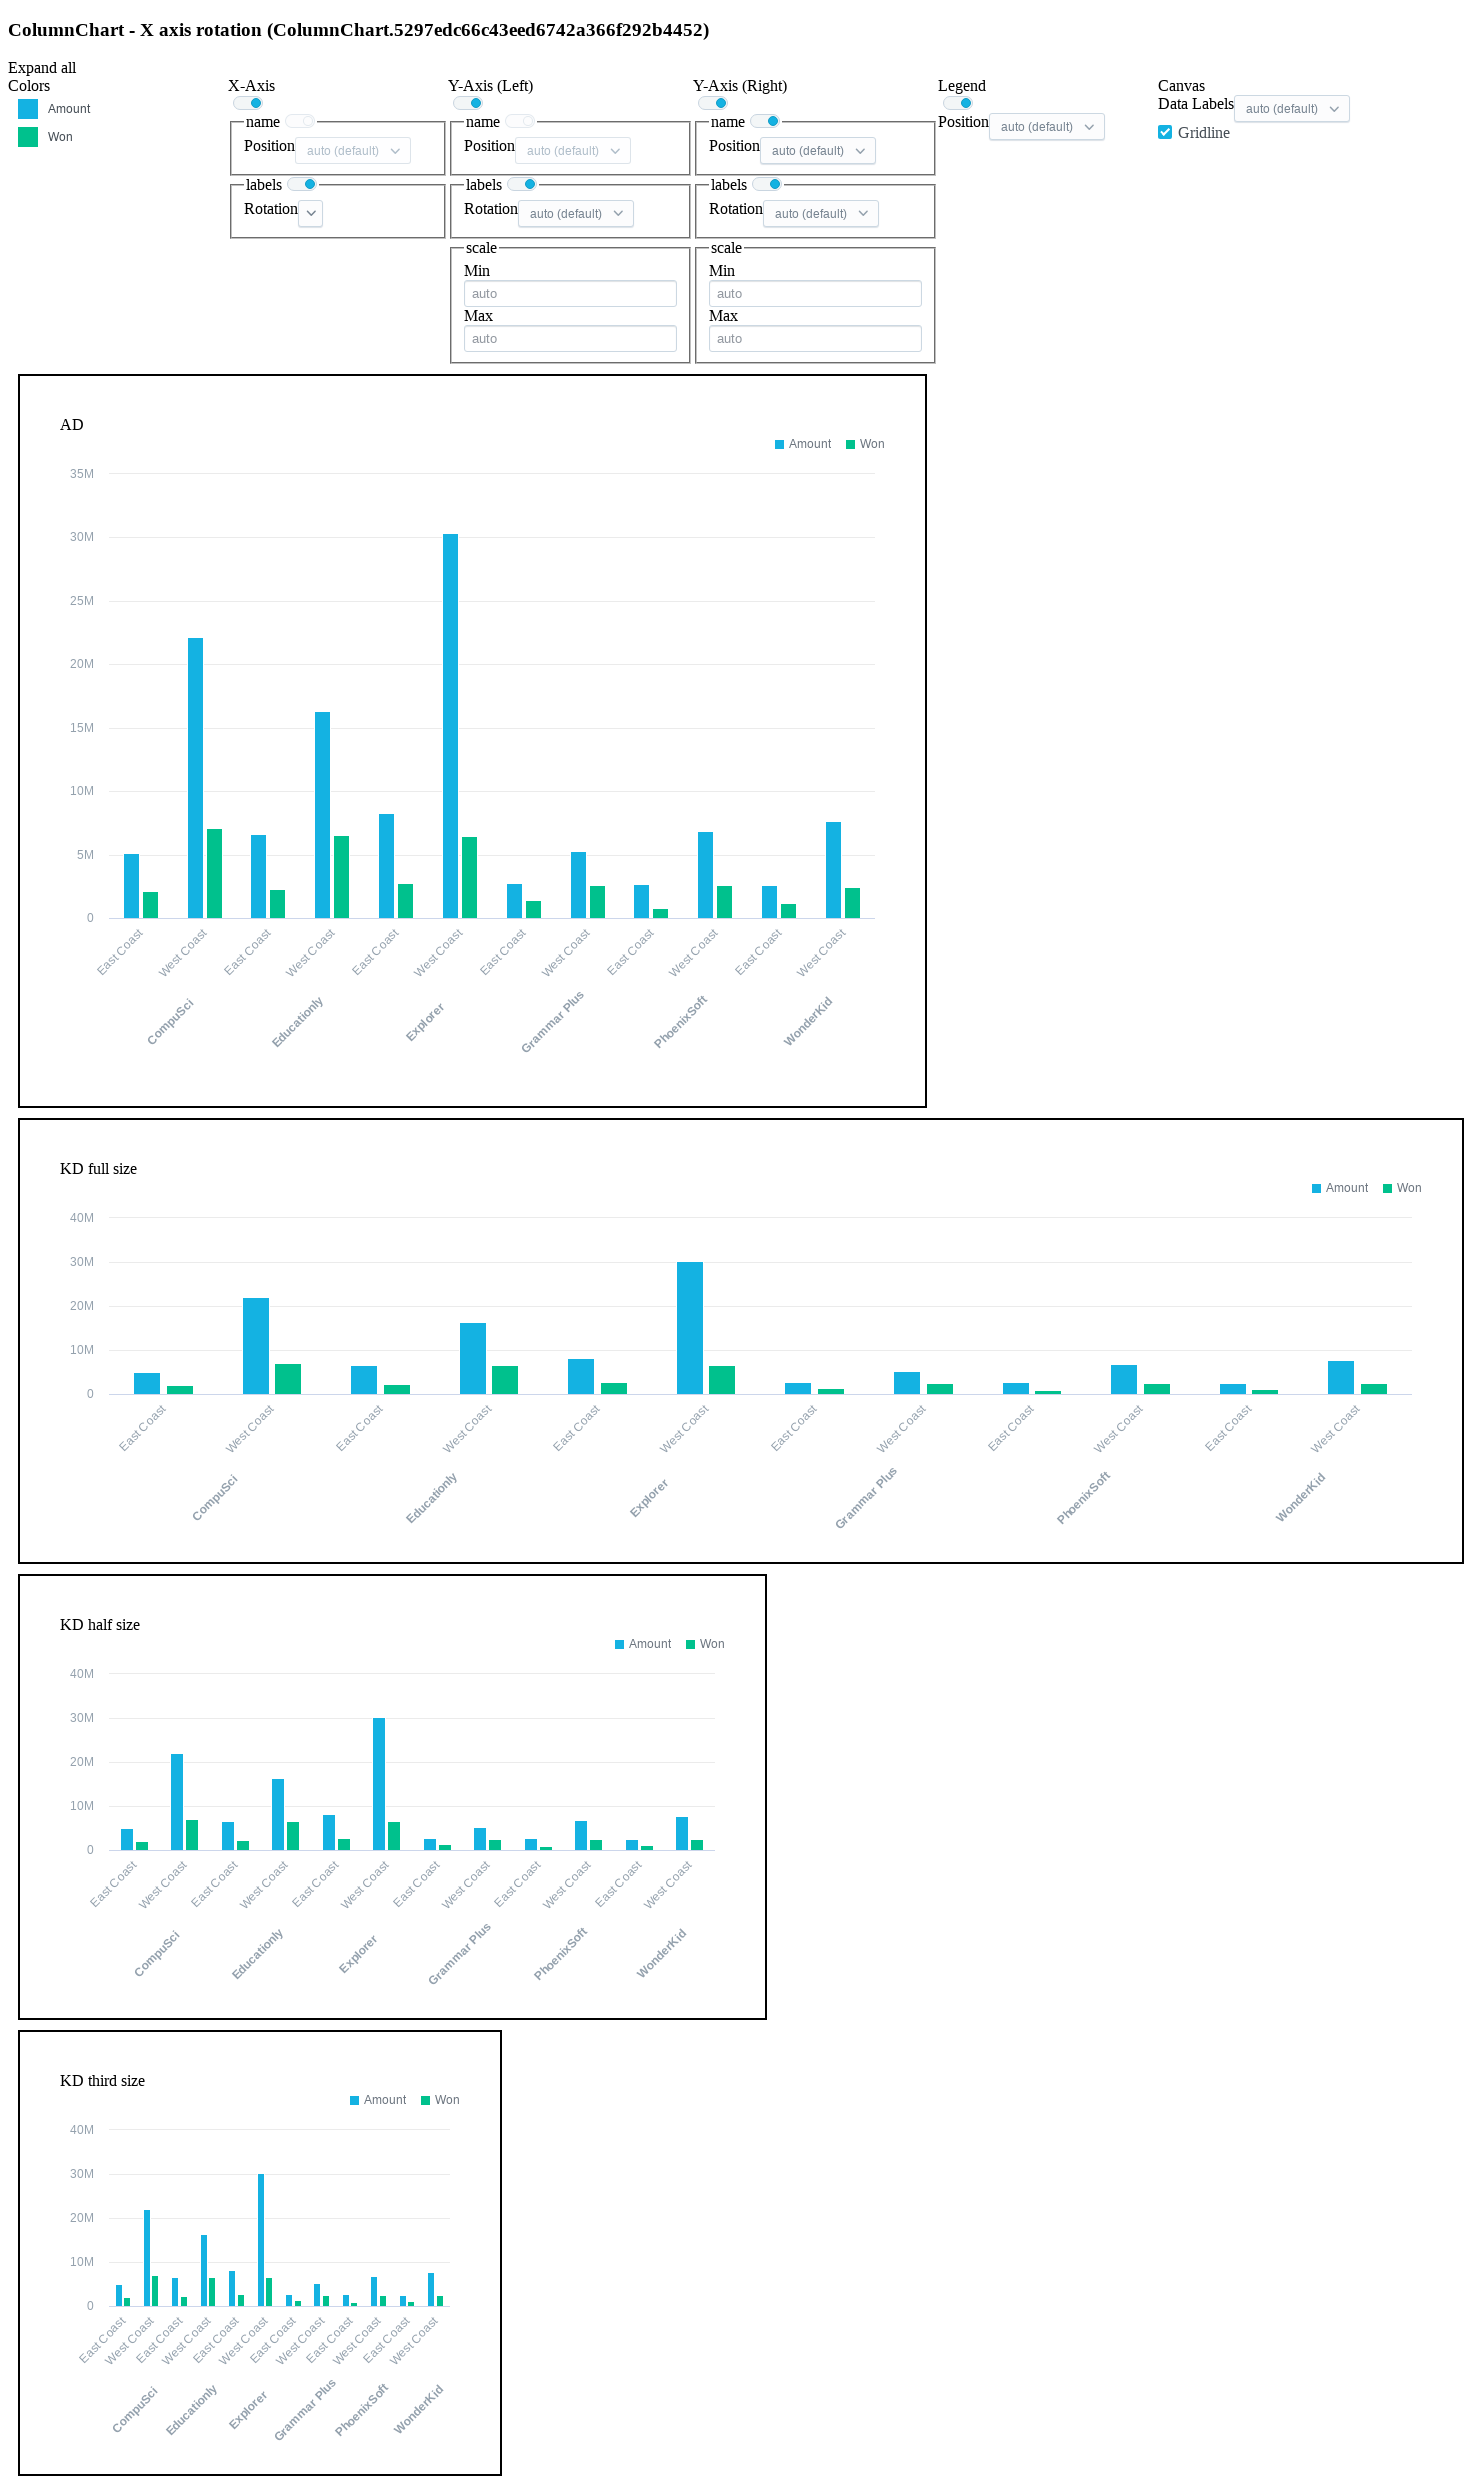 ColumnChart - X axis rotation (ColumnChart.5297edc66c43eed6742a366f292b4452)
Expand all
Colors
Amount
Won
X-Axis
name
Position auto (default)
labels
Rotation
Y-Axis (Left)
name
Position auto (default)
labels
Rotation auto (default)
scale
Min
auto
Max
auto
Y-Axis (Right)
name
Position auto (default)
labels
Rotation auto (default)
scale
Min
auto
Max
auto
Legend
Position auto (default)
Canvas
Data Labels auto (default)
Gridline
AD
Amount Won
35M
30M
25M
20M
15M
10M
5M
0
East Coast West Coast East Coast West Coast East Coast West Coast East Coast West Coast East Coast West Coast East Coast West Coast
CompuSci Educationly Explorer Grammar Plus PhoenixSoft WonderKid
KD full size
Amount Won
40M
30M
20M
10M
0
East Coast West Coast East Coast West Coast East Coast West Coast East Coast West Coast East Coast West Coast East Coast West Coast
CompuSci Educationly Explorer Grammar Plus PhoenixSoft WonderKid
KD half size
Amount Won
40M
30M
20M
10M
0
East Coast West Coast East Coast West Coast East Coast West Coast East Coast West Coast East Coast West Coast East Coast West Coast
CompuSci Educationly Explorer Grammar Plus PhoenixSoft WonderKid
KD third size
Amount Won
40M
30M
20M
10M
0
East Coast West Coast East Coast West Coast East Coast West Coast East Coast West Coast East Coast West Coast East Coast West Coast
CompuSci Educationly Explorer Grammar Plus PhoenixSoft WonderKid